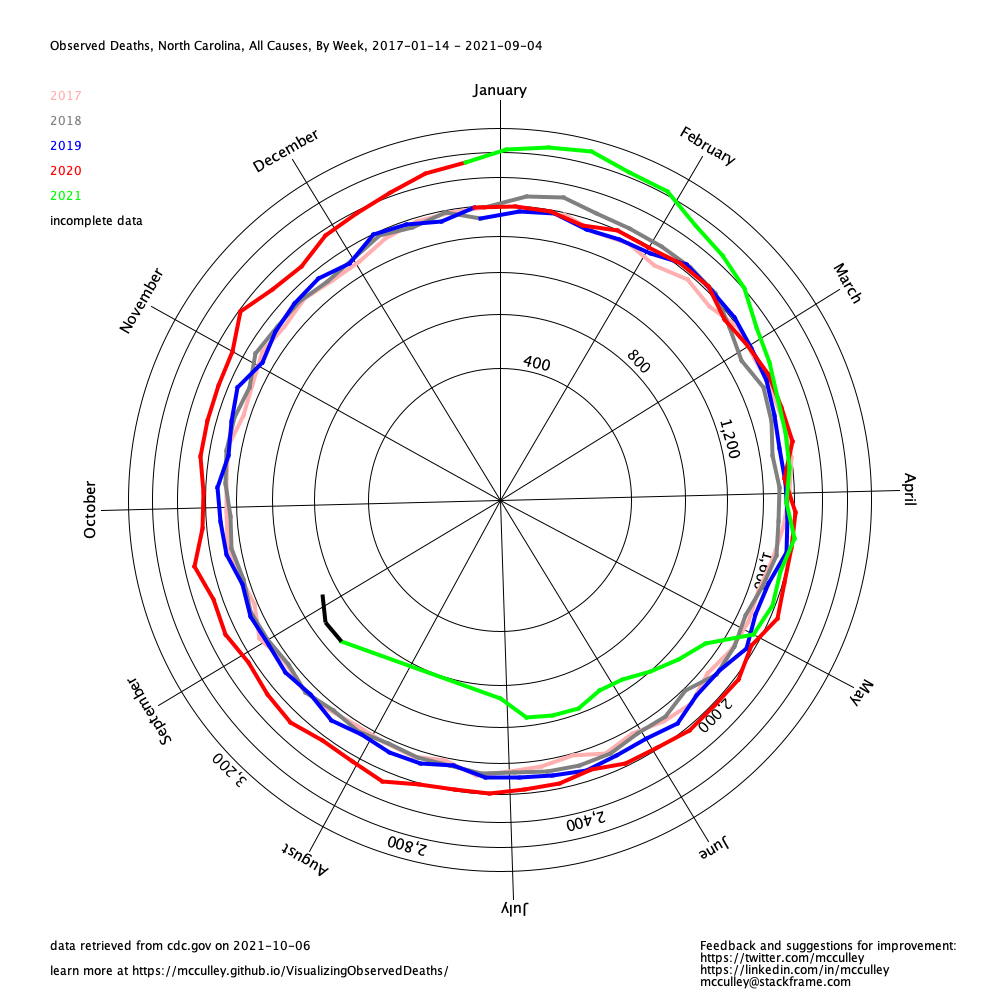 Observed Deaths, North Carolina, All Causes, By Week, 2017-01-14 - 2021-09-04
2017
2018
2019
2020
2021
incomplete data
January
February
March
April
May
June
July
August
September
October
November
December
400
800
1,200
1,600
2,000
2,400
2,800
3,200
data retrieved from cdc.gov on 2021-10-06
learn more at https://mcculley.github.io/VisualizingObservedDeaths/
Feedback and suggestions for improvement:
https://twitter.com/mcculley
https://linkedin.com/in/mcculley
mcculley@stackframe.com